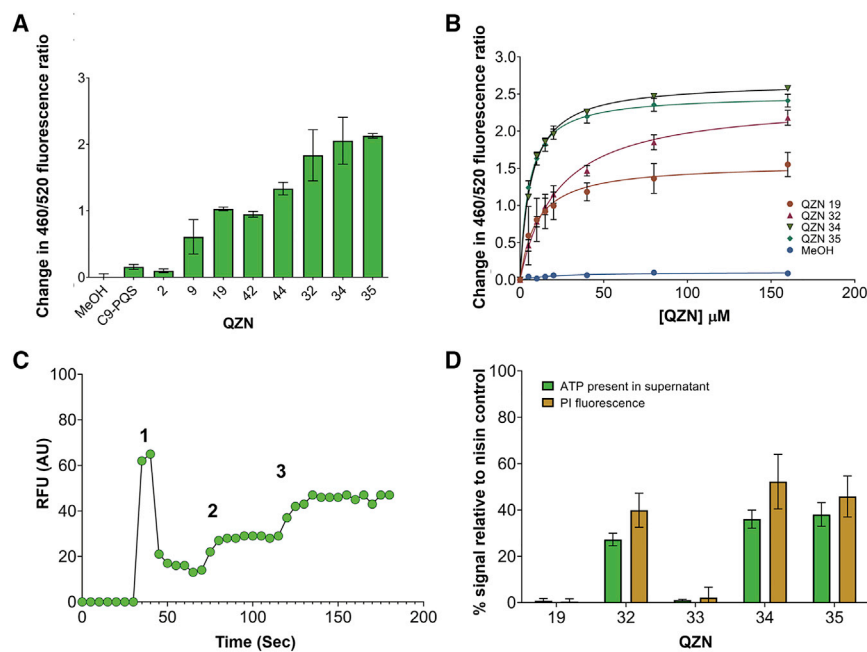 A
Change in 460/520 fluorescence ratio
3
2
1
0
MeOH
C9-PQS
2
9
19
42
44
32
34
35
QZN
B
Change in 460/520 fluorescence ratio
3.0
2.5
2.0
1.5
1.0
0.5
0.0
0
50
100
150
200
[QZN] µM
QZN 19
QZN 32
QZN 34
QZN 35
MeOH
C
RFU (AU)
100
80
60
40
20
0
0
50
100
150
200
1
2
3
Time (Sec)
D
% signal relative to nisin control
100
80
60
40
20
0
ATP present in supernatant
PI fluorescence
19
32
33
34
35
QZN